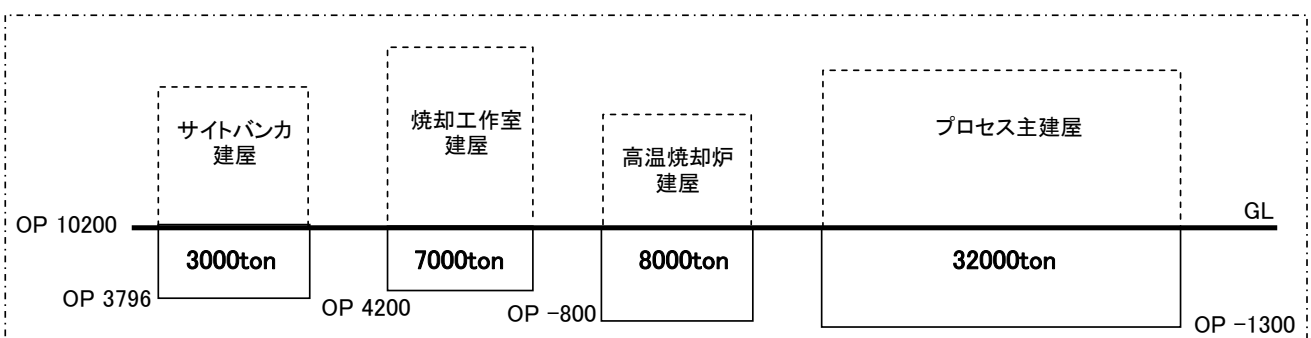 サイトバンカ
建屋
焼却工作室
建屋
高温焼却炉
建屋
プロセス主建屋
OP 10200
GL
3000ton
7000ton
8000ton
32000ton
OP 3796
OP 4200
OP -800
OP -1300